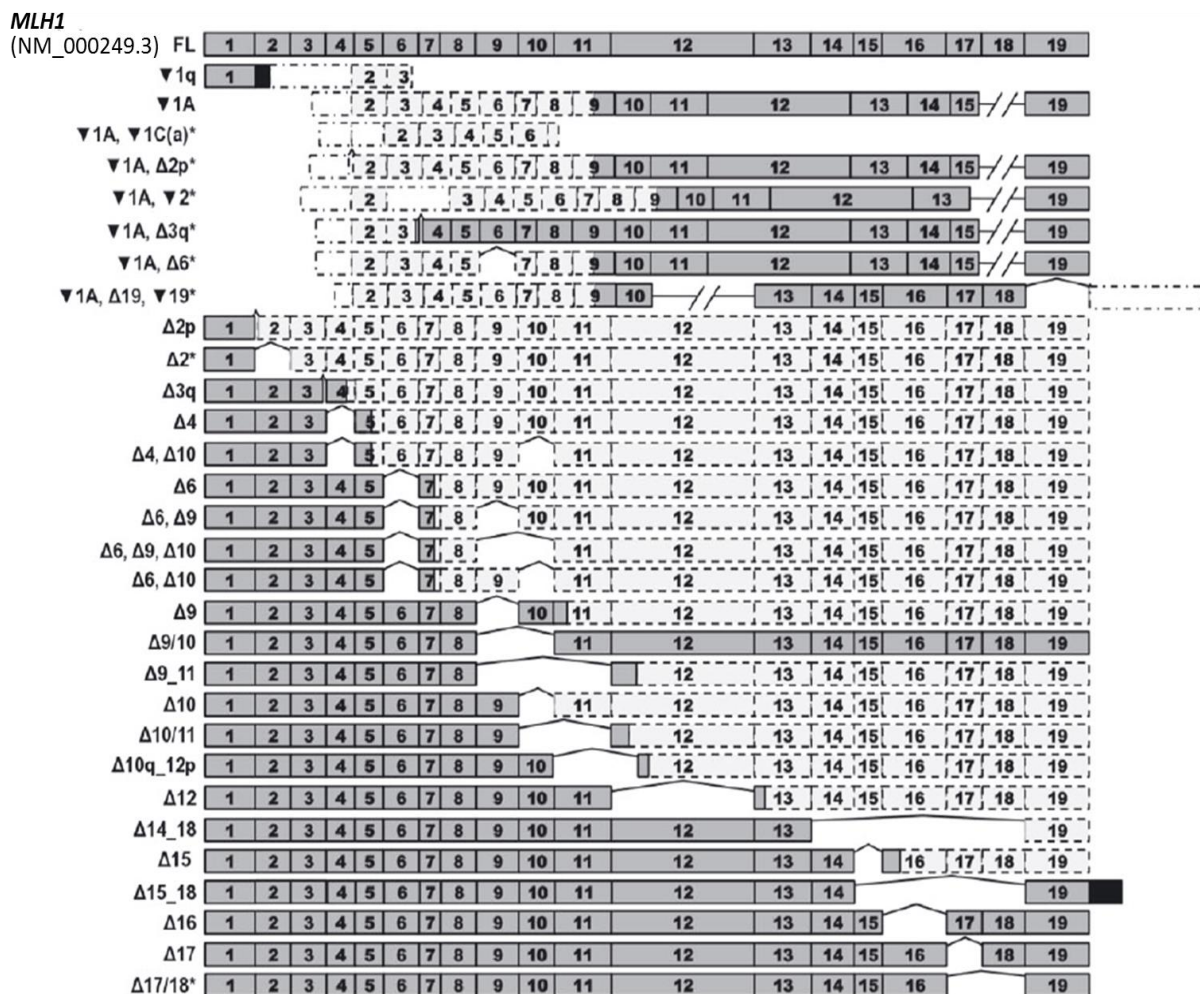 MLH1
(NM_000249.3) FL 1 2 3 4 5 6 7 8 9 10 11 12 13 14 15 16 17 18 19
▼1q 1 2 3
▼1A 2 3 4 5 6 7 8 9 10 11 12 13 14 15 19
▼1A, ▼1C(a)* 2 3 4 5 6
▼1A, Δ2p* 2 3 4 5 6 7 8 9 10 11 12 13 14 15 19
▼1A, ▼2* 2 3 4 5 6 7 8 9 10 11 12 13 19
▼1A, Δ3q* 2 3 4 5 6 7 8 9 10 11 12 13 14 15 19
▼1A, Δ6* 2 3 4 5 7 8 9 10 11 12 13 14 15 19
▼1A, Δ19, ▼19* 2 3 4 5 6 7 8 9 10 13 14 15 16 17 18
Δ2p 1 2 3 4 5 6 7 8 9 10 11 12 13 14 15 16 17 18 19
Δ2* 1 3 4 5 6 7 8 9 10 11 12 13 14 15 16 17 18 19
Δ3q 1 2 3 4 5 6 7 8 9 10 11 12 13 14 15 16 17 18 19
Δ4 1 2 3 5 6 7 8 9 10 11 12 13 14 15 16 17 18 19
Δ4, Δ10 1 2 3 5 6 7 8 9 11 12 13 14 15 16 17 18 19
Δ6 1 2 3 4 5 7 8 9 10 11 12 13 14 15 16 17 18 19
Δ6, Δ9 1 2 3 4 5 7 8 10 11 12 13 14 15 16 17 18 19
Δ6, Δ9, Δ10 1 2 3 4 5 7 8 11 12 13 14 15 16 17 18 19
Δ6, Δ10 1 2 3 4 5 7 8 9 11 12 13 14 15 16 17 18 19
Δ9 1 2 3 4 5 6 7 8 10 11 12 13 14 15 16 17 18 19
Δ9/10 1 2 3 4 5 6 7 8 11 12 13 14 15 16 17 18 19
Δ9_11 1 2 3 4 5 6 7 8 12 13 14 15 16 17 18 19
Δ10 1 2 3 4 5 6 7 8 9 11 12 13 14 15 16 17 18 19
Δ10/11 1 2 3 4 5 6 7 8 9 12 13 14 15 16 17 18 19
Δ10q_12p 1 2 3 4 5 6 7 8 9 10 12 13 14 15 16 17 18 19
Δ12 1 2 3 4 5 6 7 8 9 10 11 13 14 15 16 17 18 19
Δ14_18 1 2 3 4 5 6 7 8 9 10 11 12 13 19
Δ15 1 2 3 4 5 6 7 8 9 10 11 12 13 14 16 17 18 19
Δ15_18 1 2 3 4 5 6 7 8 9 10 11 12 13 14 19
Δ16 1 2 3 4 5 6 7 8 9 10 11 12 13 14 15 17 18 19
Δ17 1 2 3 4 5 6 7 8 9 10 11 12 13 14 15 16 18 19
Δ17/18* 1 2 3 4 5 6 7 8 9 10 11 12 13 14 15 16 19